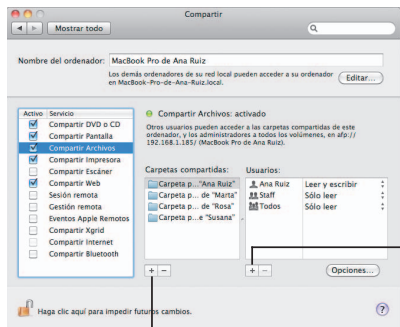 Compartir
Mostrar todo
Nombre del ordenador: MacBook Pro de Ana Ruiz
Los demás ordenadores de su red local pueden acceder a su ordenador
en MacBook-Pro-de-Ana-Ruiz.local.
Editar...
Activo Servicio
Compartir DVD o CD
Compartir Pantalla
Compartir Archivos
Compartir Impresora
Compartir Escáner
Compartir Web
Sesión remota
Gestión remota
Eventos Apple Remotos
Compartir Xgrid
Compartir Internet
Compartir Bluetooth
Compartir Archivos: activado
Otros usuarios pueden acceder a las carpetas compartidas de este
ordenador, y los administradores a todos los volúmenes, en afp://
192.168.1.185/ (MacBook Pro de Ana Ruiz).
Carpetas compartidas: Usuarios:
Carpeta p..."Ana Ruiz" Ana Ruiz Leer y escribir
Carpeta p... de "Marta" Staff Sólo leer
Carpeta p... de "Rosa" Todos Sólo leer
Carpeta p...e "Susana"
+ − + − Opciones...
Haga clic aquí para impedir futuros cambios. ?